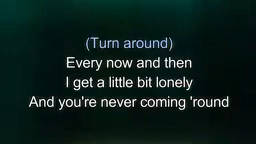 (Turn around)
Every now and then
I get a little bit lonely
And you're never coming 'round